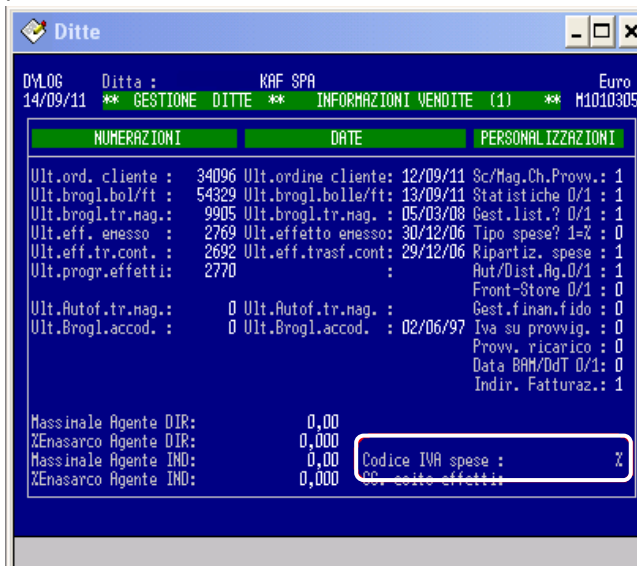 Ditte
DYLOG Ditta : KAF SPA Euro
14/09/11 ** GESTIONE DITTE ** INFORMAZIONI VENDITE (1) ** M1010305
NUMERAZIONI DATE PERSONALIZZAZIONI
Ult.ord. cliente : 34096 Ult.ordine cliente: 12/09/11 Sc/Mag.Ch.Provv.: 1
Ult.brogl.bol/ft : 54329 Ult.brogl.bolle/ft: 13/09/11 Statistiche 0/1 : 1
Ult.brogl.tr.mag.: 9905 Ult.brogl.tr.mag. : 05/03/08 Gest.list.? 0/1 : 1
Ult.eff. emesso : 2769 Ult.effetto emesso: 30/12/06 Tipo spese? 1=% : 0
Ult.eff.tr.cont. : 2692 Ult.eff.trasf.cont: 29/12/06 Ripartiz. spese : 1
Ult.progr.effetti: 2770 : Aut/Dist.Ag.0/1 : 1
Front-Store 0/1 : 0
Ult.Autof.tr.mag.: 0 Ult.Autof.tr.mag. : Gest.finan.fido : 0
Ult.Brogl.accod. : 0 Ult.Brogl.accod. : 02/06/97 Iva su provvig. : 0
Provv. ricarico : 0
Data BAM/DdT 0/1: 0
Indir. Fatturaz.: 1
Massimale Agente DIR: 0,00
%Enasarco Agente DIR: 0,000
Massimale Agente IND: 0,00 Codice IVA spese : %
%Enasarco Agente IND: 0,000 effetti: